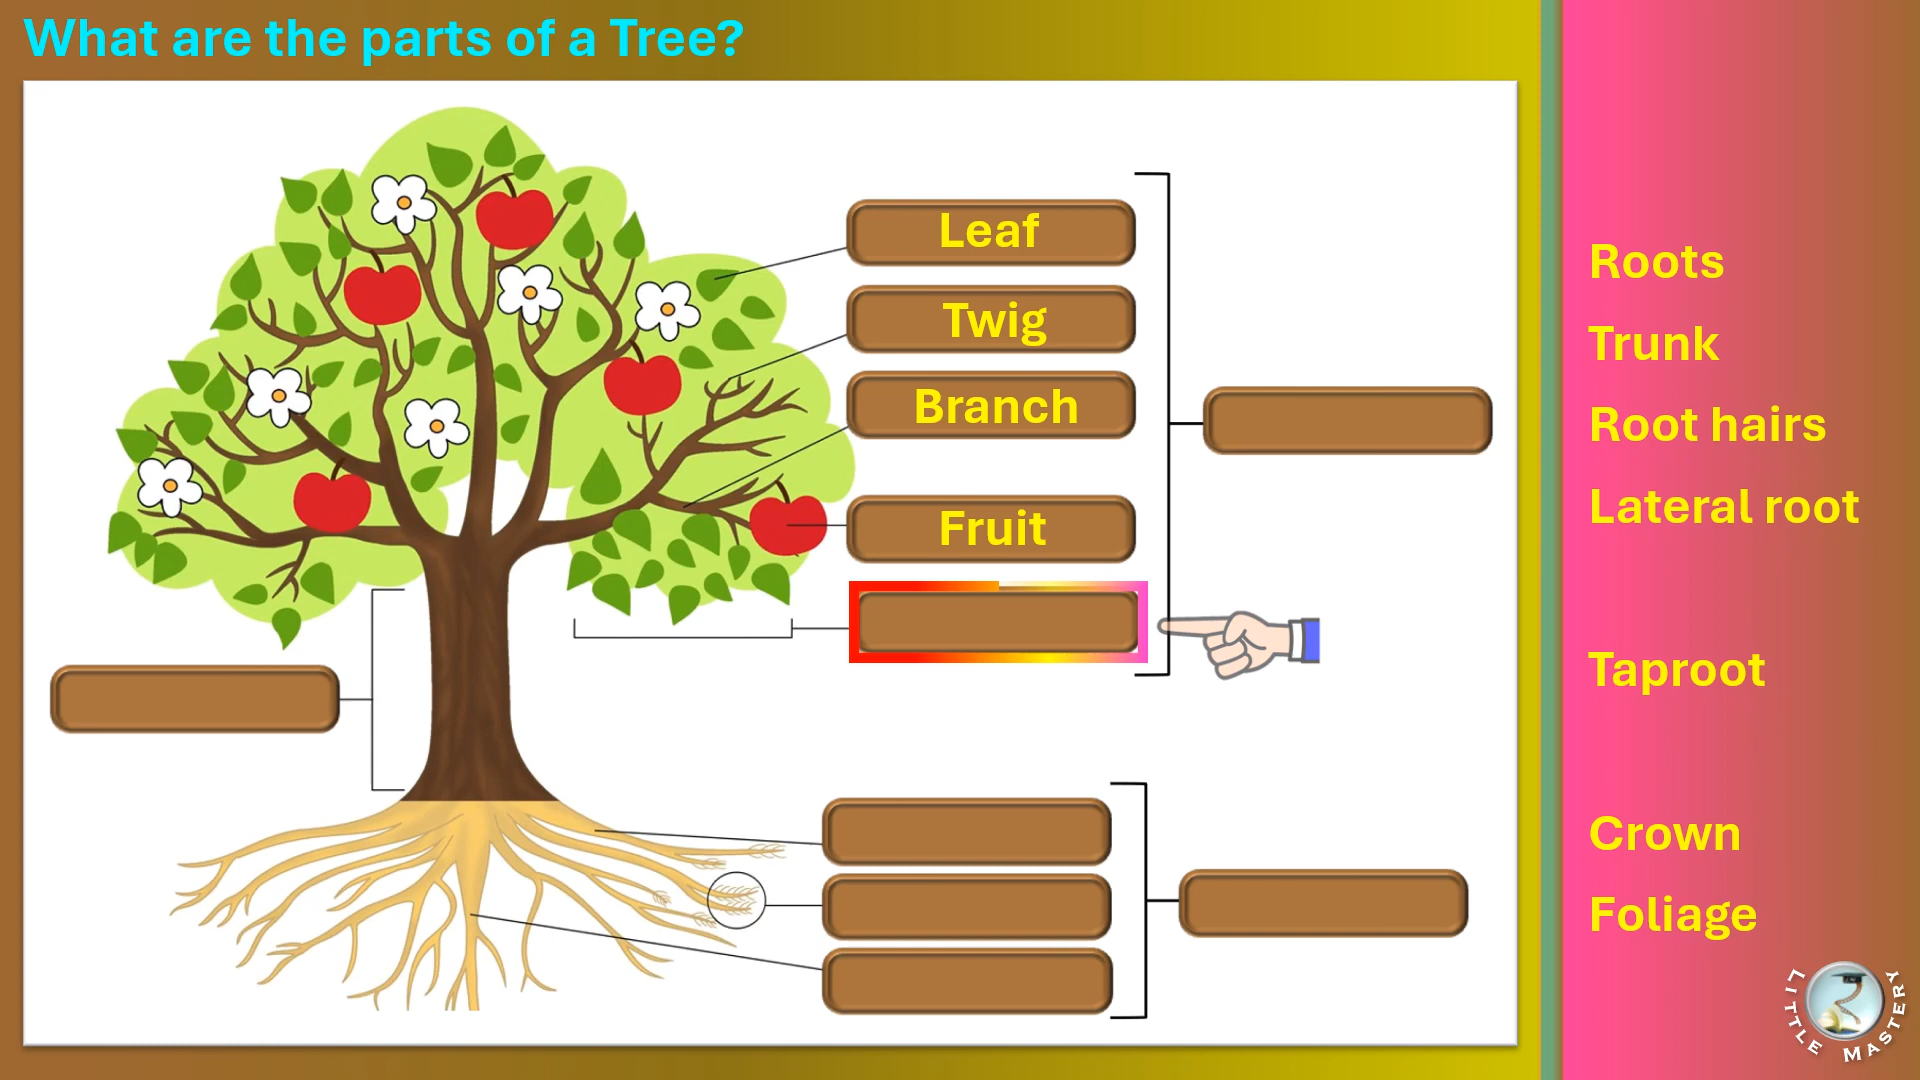 What are the parts of a Tree?
Leaf
Twig
Branch
Fruit
Roots
Trunk
Root hairs
Lateral root
Taproot
Crown
Foliage
LITTLE MASTERY